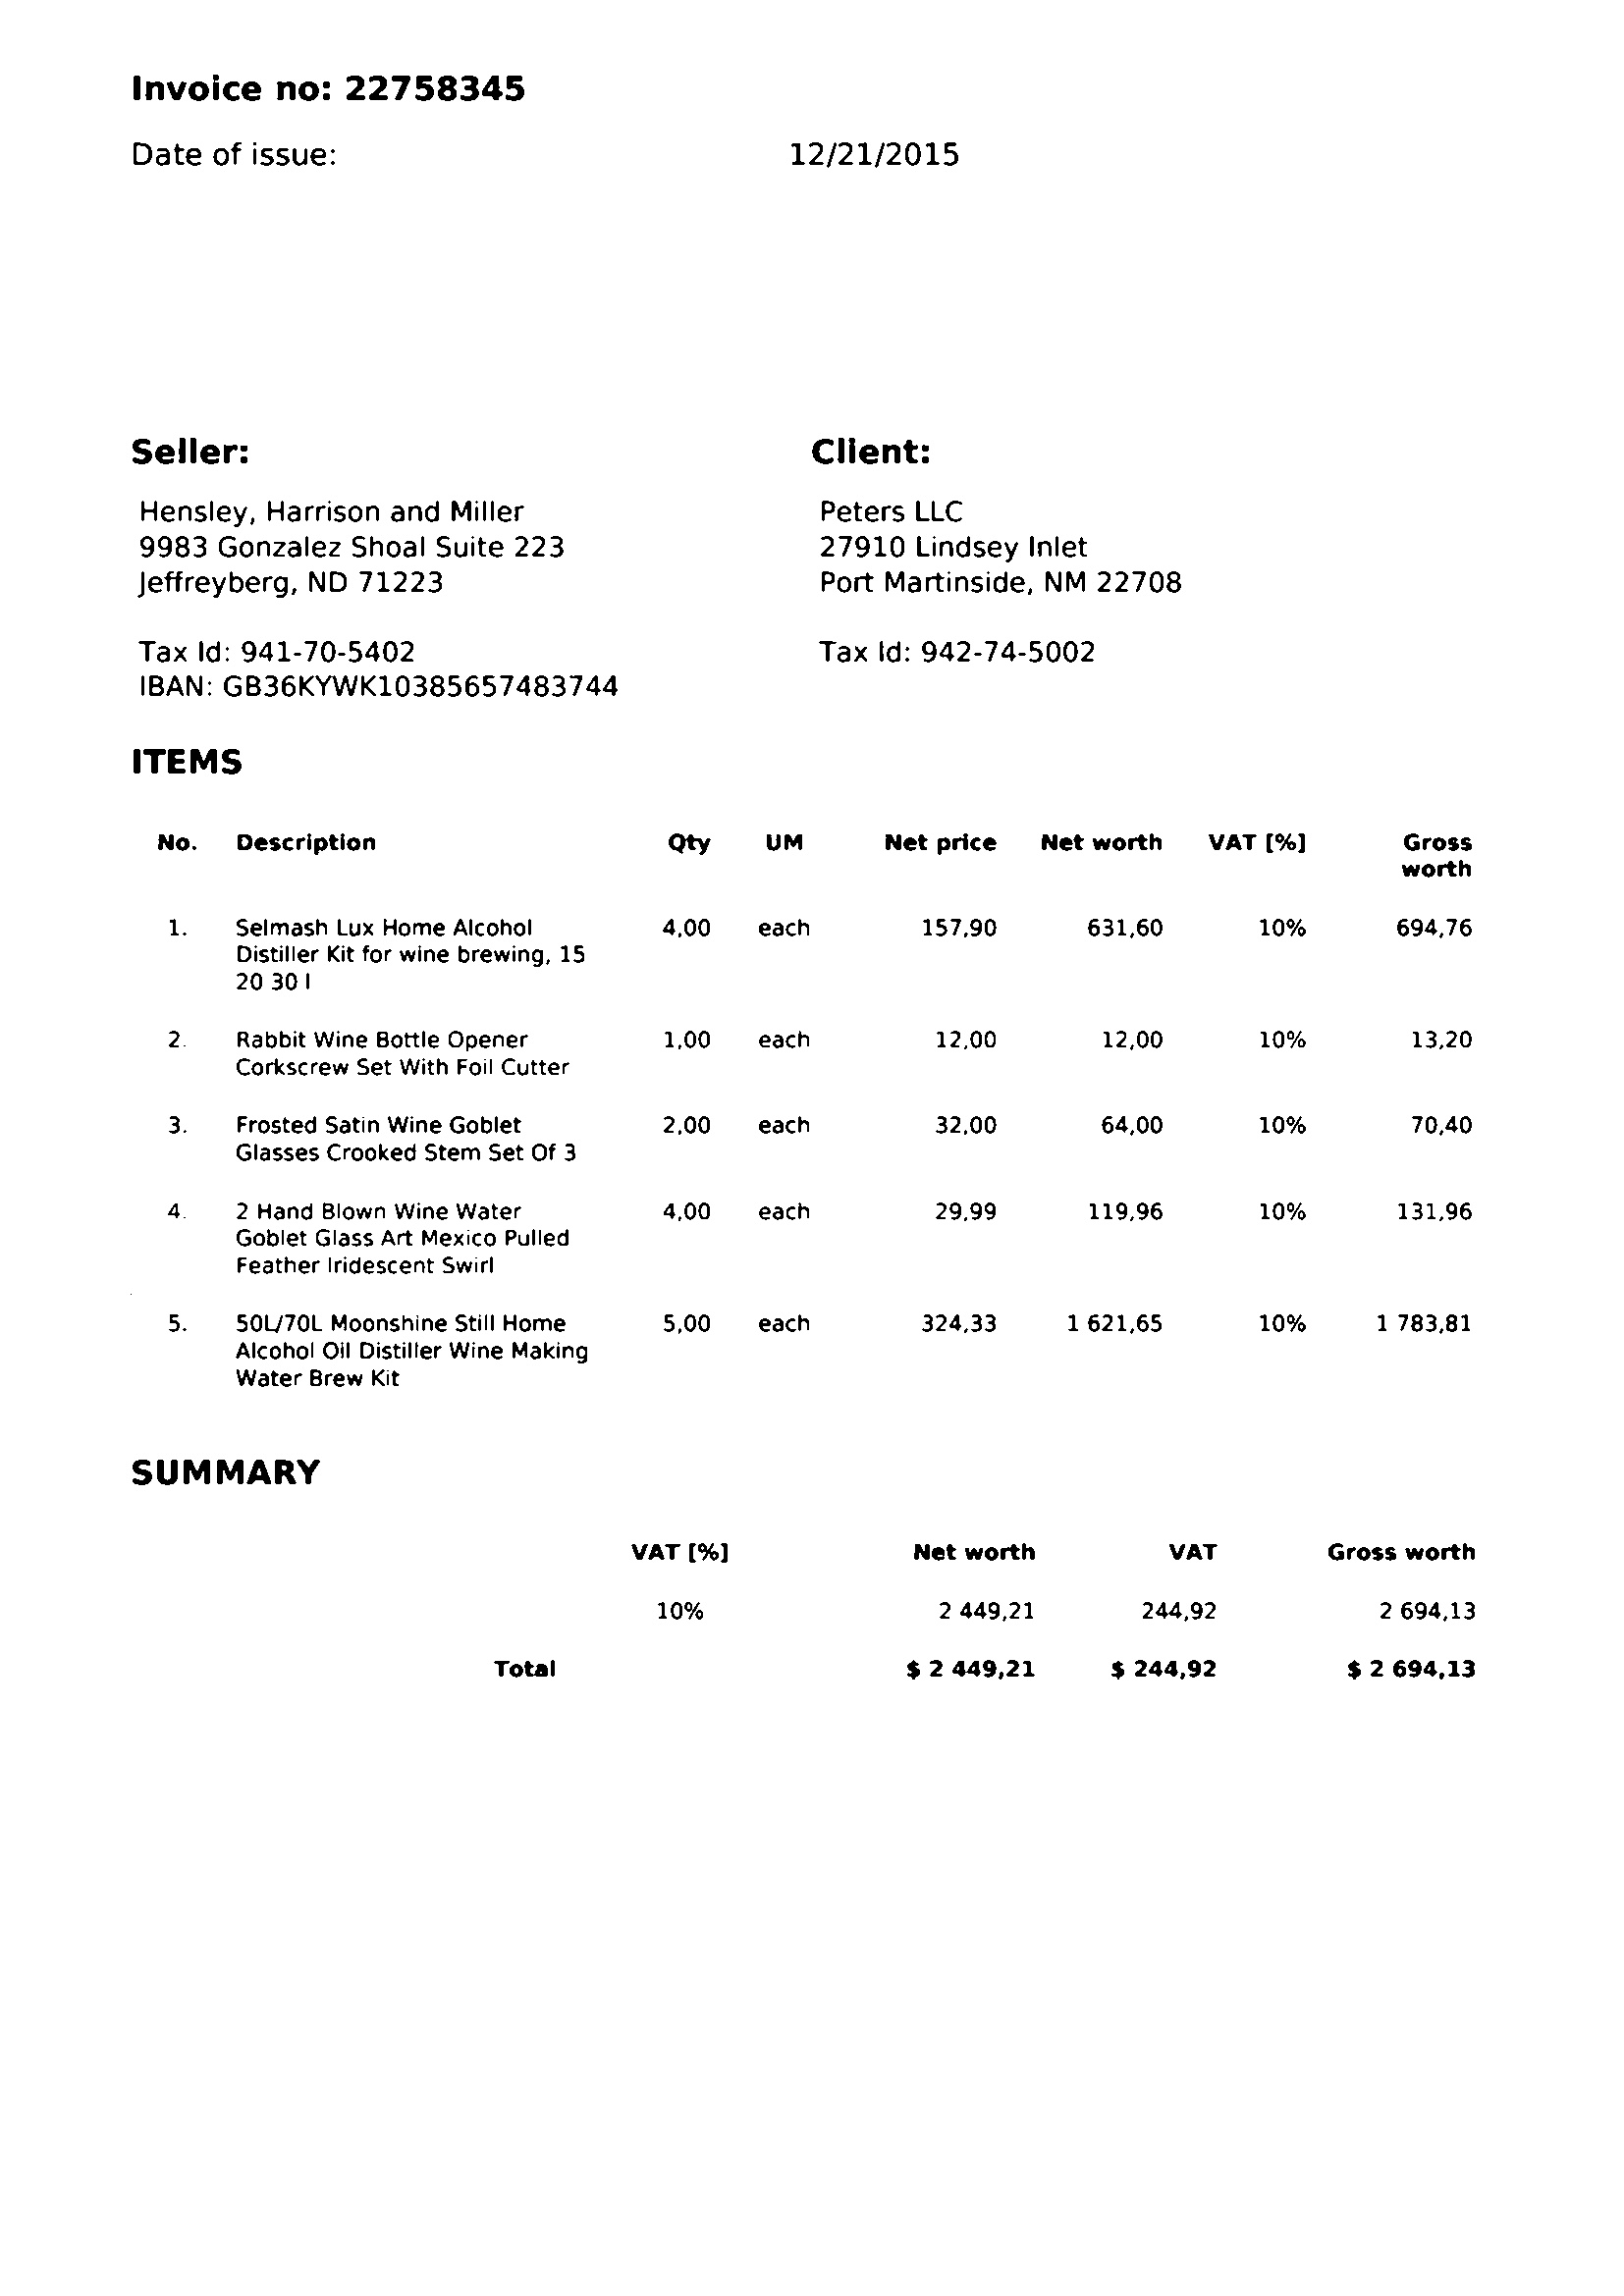 Invoice no: 22758345
Date of issue: 12/21/2015
Seller:
Hensley, Harrison and Miller
9983 Gonzalez Shoal Suite 223
Jeffreyberg, ND 71223
Tax Id: 941-70-5402
IBAN: GB36KYWK10385657483744
Client:
Peters LLC
27910 Lindsey Inlet
Port Martinside, NM 22708
Tax Id: 942-74-5002
ITEMS
No. Description Qty UM Net price Net worth VAT [%] Gross
worth
1. Selmash Lux Home Alcohol 4,00 each 157,90 631,60 10% 694,76
Distiller Kit for wine brewing, 15
20 30 l
2. Rabbit Wine Bottle Opener 1,00 each 12,00 12,00 10% 13,20
Corkscrew Set With Foil Cutter
3. Frosted Satin Wine Goblet 2,00 each 32,00 64,00 10% 70,40
Glasses Crooked Stem Set Of 3
4. 2 Hand Blown Wine Water 4,00 each 29,99 119,96 10% 131,96
Goblet Glass Art Mexico Pulled
Feather Iridescent Swirl
5. 50L/70L Moonshine Still Home 5,00 each 324,33 1 621,65 10% 1 783,81
Alcohol Oil Distiller Wine Making
Water Brew Kit
SUMMARY
VAT [%] Net worth VAT Gross worth
10% 2 449,21 244,92 2 694,13
Total $ 2 449,21 $ 244,92 $ 2 694,13